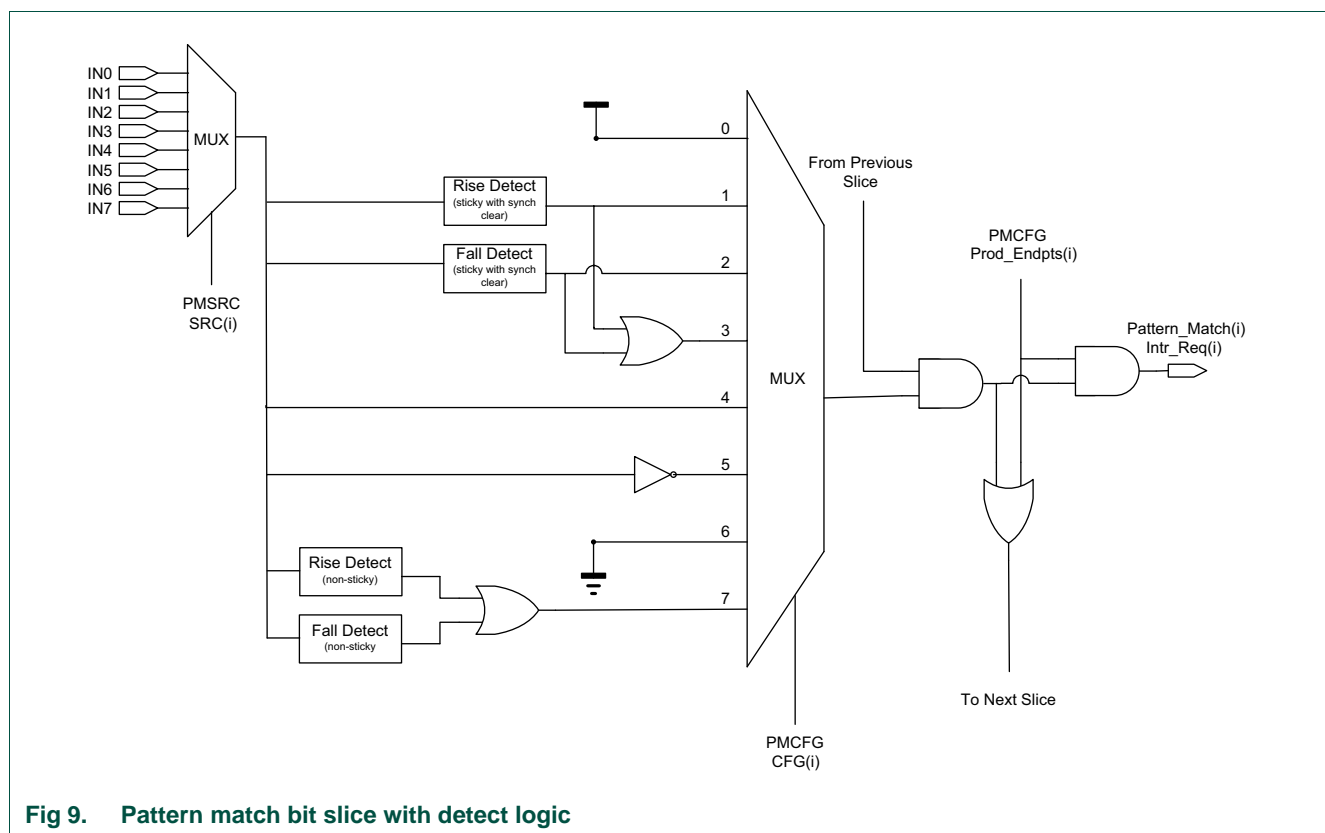 IN0
IN1
IN2
IN3
IN4
IN5
IN6
IN7
MUX
PMSRC
SRC(i)
Rise Detect
(sticky with synch
clear)
Fall Detect
(sticky with synch
clear)
Rise Detect
(non-sticky)
Fall Detect
(non-sticky
0
1
2
3
4
5
6
7
MUX
PMCFG
CFG(i)
From Previous
Slice
PMCFG
Prod_Endpts(i)
Pattern_Match(i)
Intr_Req(i)
To Next Slice
Fig 9. Pattern match bit slice with detect logic